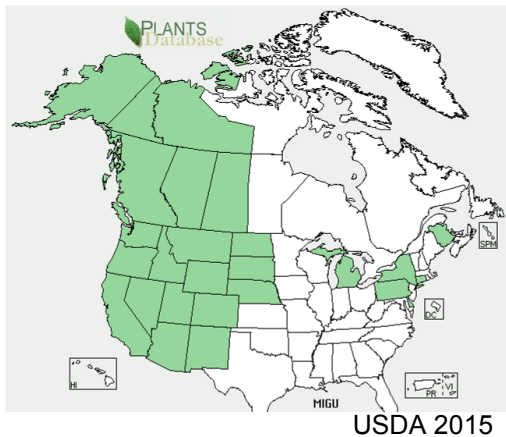 PLANTS
Database
SPM
DC
HI
PR VI
MIGU
USDA 2015